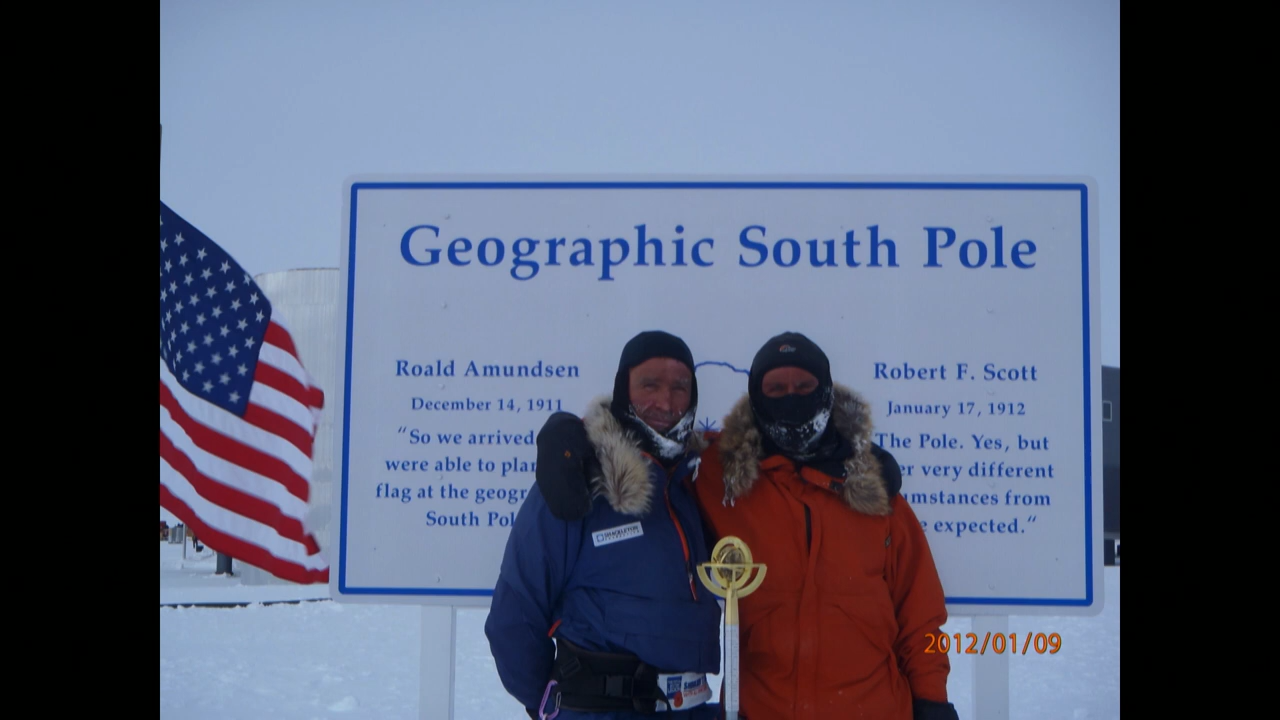 Geographic South Pole
Roald Amundsen
December 14, 1911
“So we arrived
were able to plan
flag at the geogr
South Pol
Robert F. Scott
January 17, 1912
The Pole. Yes, but
er very different
umstances from
e expected.“
2012/01/09